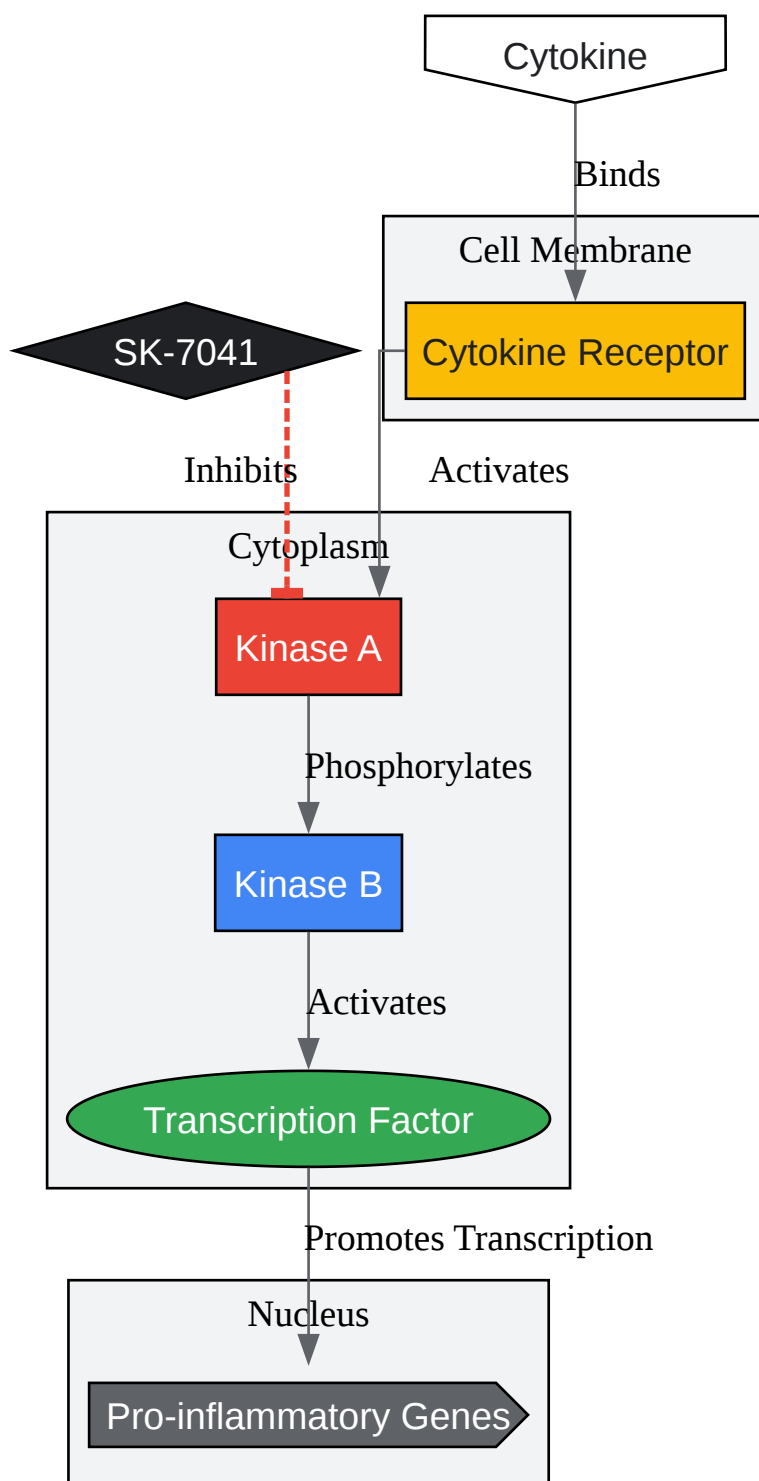 Cytokine
Binds
Cell Membrane
SK-7041
Cytokine Receptor
Inhibits
Activates
Cytoplasm
Kinase A
Phosphorylates
Kinase B
Activates
Transcription Factor
Promotes Transcription
Nucleus
Pro-inflammatory Genes